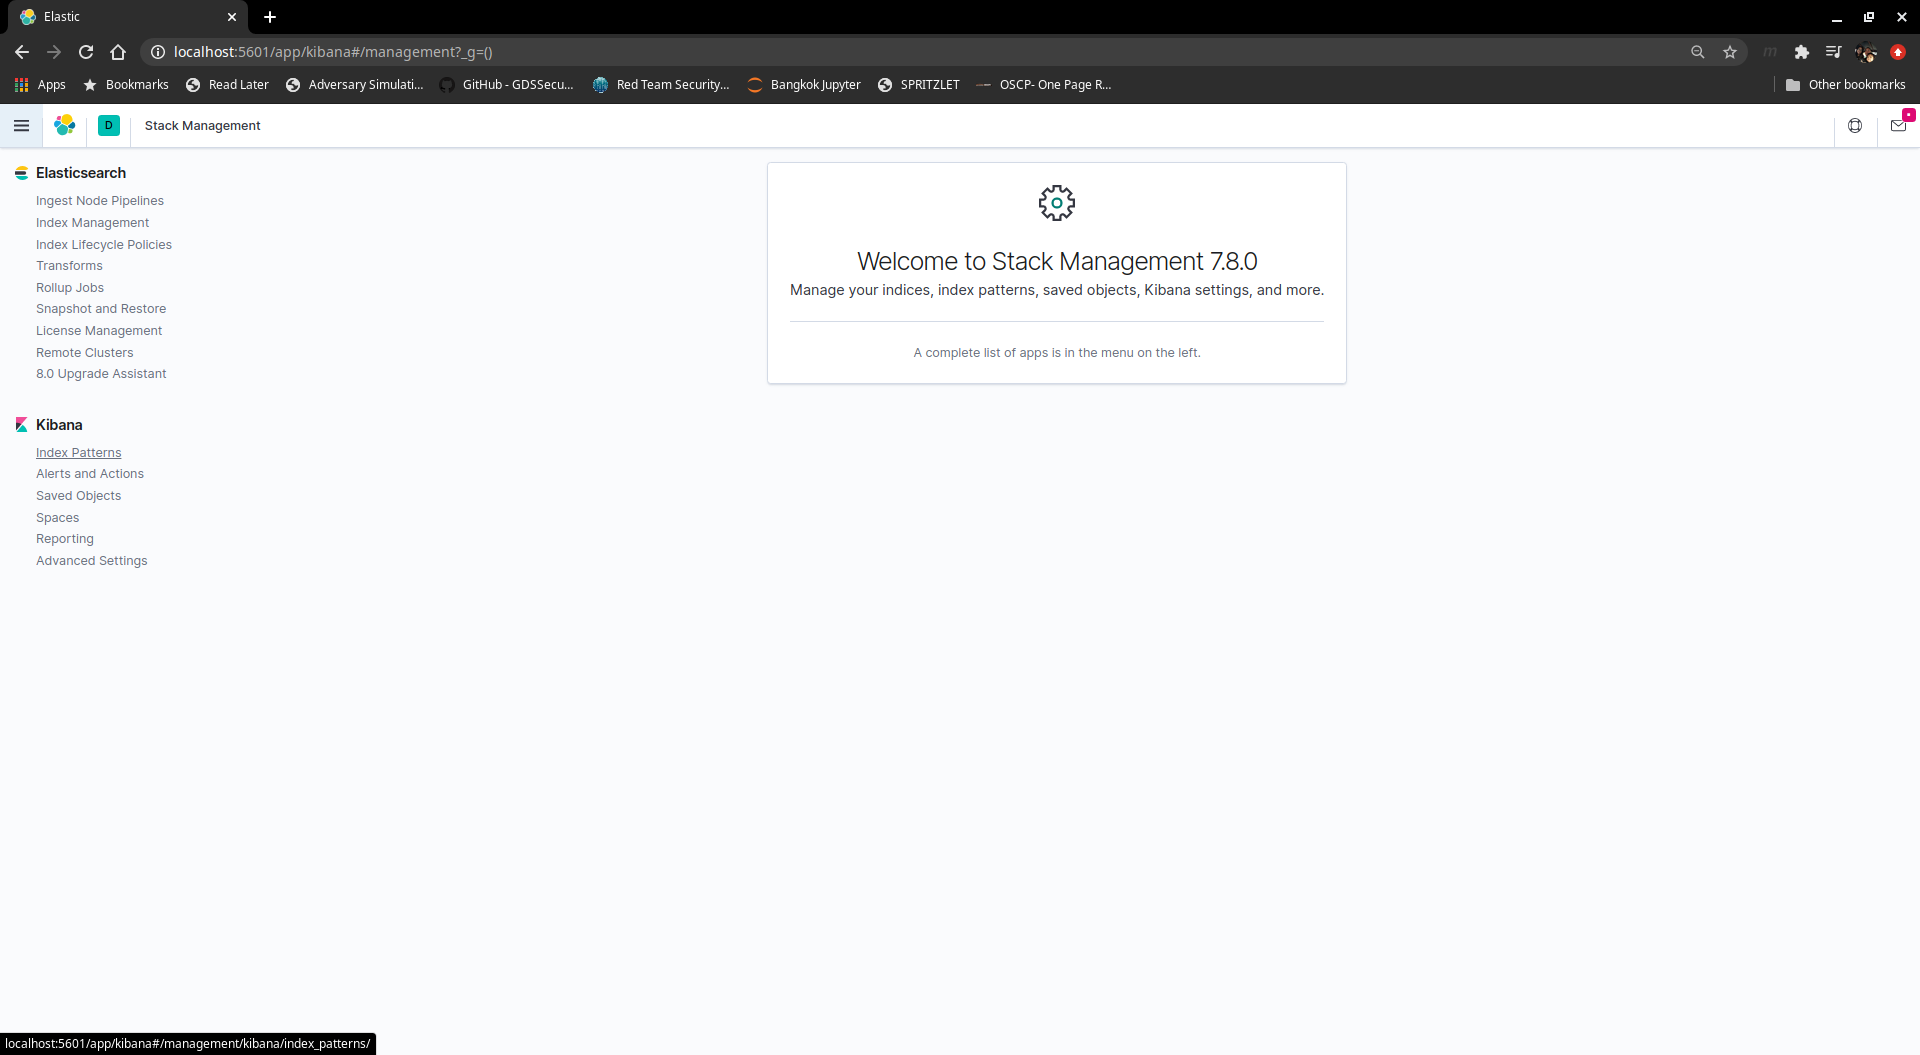 Elastic
localhost:5601/app/kibana#/management?_g=()
Apps Bookmarks Read Later Adversary Simulati... GitHub - GDSSecu... Red Team Security... Bangkok Jupyter SPRITZLET OSCP- One Page R... Other bookmarks
D Stack Management
Elasticsearch
Ingest Node Pipelines
Index Management
Index Lifecycle Policies
Transforms
Rollup Jobs
Snapshot and Restore
License Management
Remote Clusters
8.0 Upgrade Assistant
Kibana
Index Patterns
Alerts and Actions
Saved Objects
Spaces
Reporting
Advanced Settings
Welcome to Stack Management 7.8.0
Manage your indices, index patterns, saved objects, Kibana settings, and more.
A complete list of apps is in the menu on the left.
localhost:5601/app/kibana#/management/kibana/index_patterns/